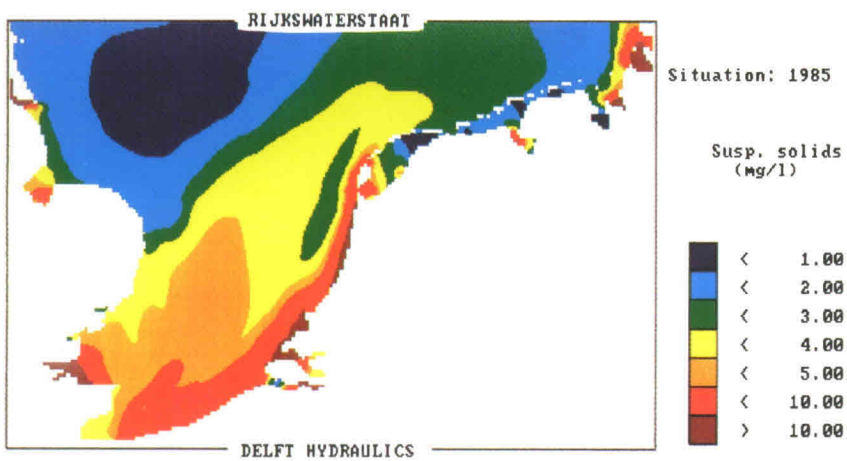 RIJKSWATERSTAAT
Situation: 1985
Susp. solids
(mg/l)
< 1.00
< 2.00
< 3.00
< 4.00
< 5.00
< 10.00
> 10.00
DELFT HYDRAULICS